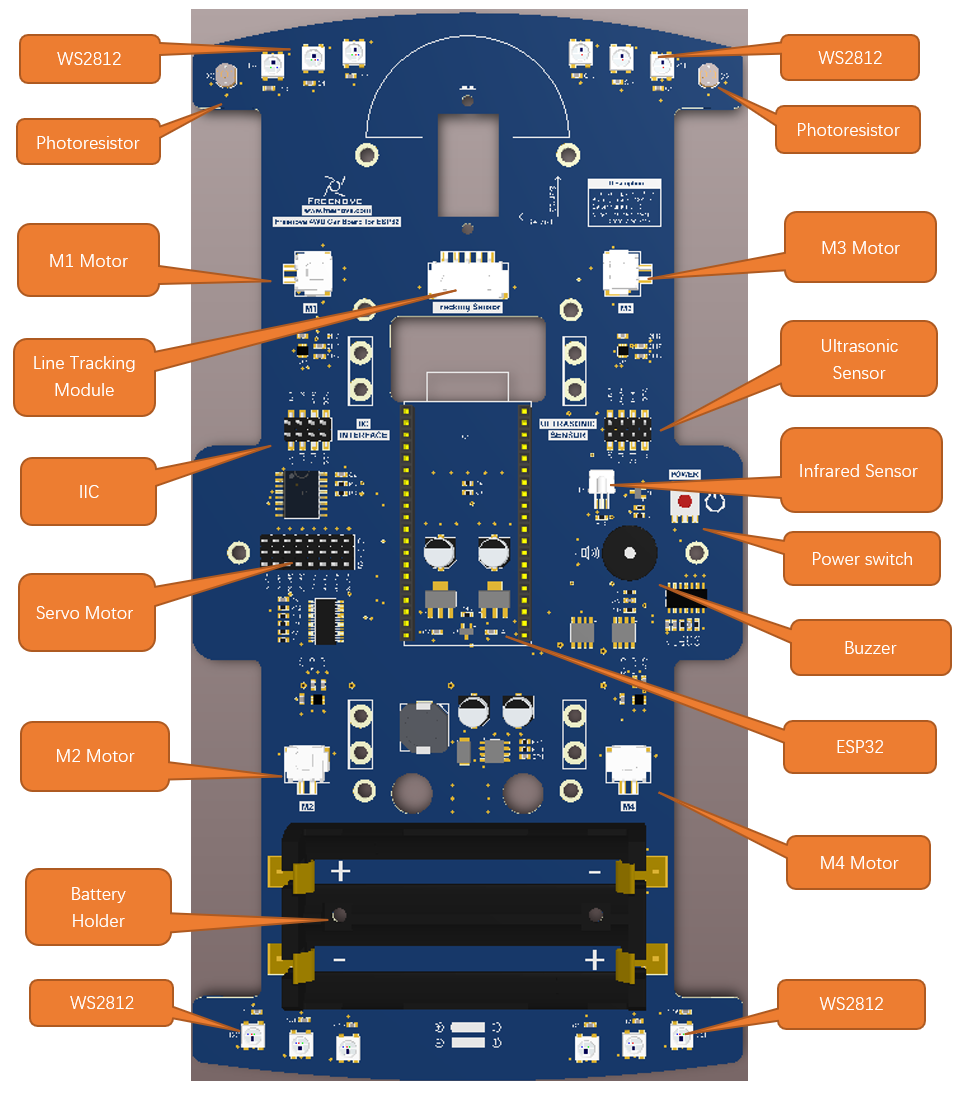 WS2812
WS2812
Photoresistor
Photoresistor
FREENOVE
www.freenove.com
Freenove 4WD Car Board for ESP32
M1 Motor
M3 Motor
M1
Tracking Sensor
Line Tracking
Module
Ultrasonic
Sensor
IIC
INTERFACE
ULTRASONIC
SENSOR
IIC
POWER
Infrared Sensor
Power switch
Servo Motor
Buzzer
ESP32
M2 Motor
M2
M4
M4 Motor
Battery
Holder
+ -
- +
WS2812
WS2812